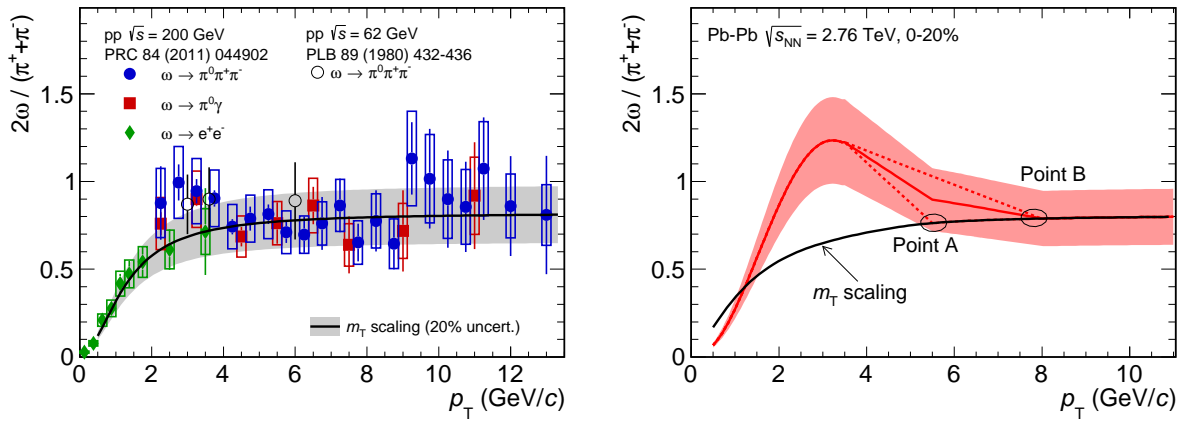 pp √s = 200 GeV
PRC 84 (2011) 044902
ω → π⁰π⁺π⁻
ω → π⁰γ
ω → e⁺e⁻
pp √s = 62 GeV
PLB 89 (1980) 432-436
ω → π⁰π⁺π⁻
m_T scaling (20% uncert.)
2ω / (π⁺+π⁻)
0
0.5
1
1.5
0 2 4 6 8 10 12
p_T (GeV/c)
Pb-Pb √s_NN = 2.76 TeV, 0-20%
Point B
Point A
m_T scaling
2ω / (π⁺+π⁻)
0
0.5
1
1.5
0 2 4 6 8 10
p_T (GeV/c)